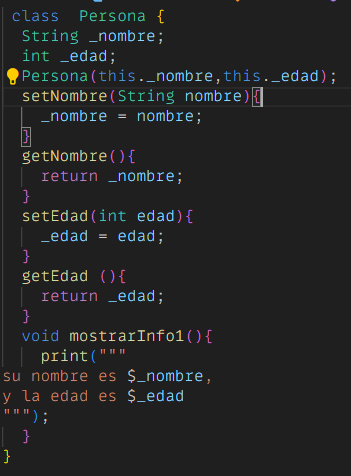 class  Persona {
String _nombre;
int _edad;
Persona(this._nombre,this._edad);
setNombre(String nombre){
_nombre = nombre;
}
getNombre(){
return _nombre;
}
setEdad(int edad){
_edad = edad;
}
getEdad (){
return _edad;
}
void mostrarInfo1(){
print("""
su nombre es $_nombre,
y la edad es $_edad
""");
}
}